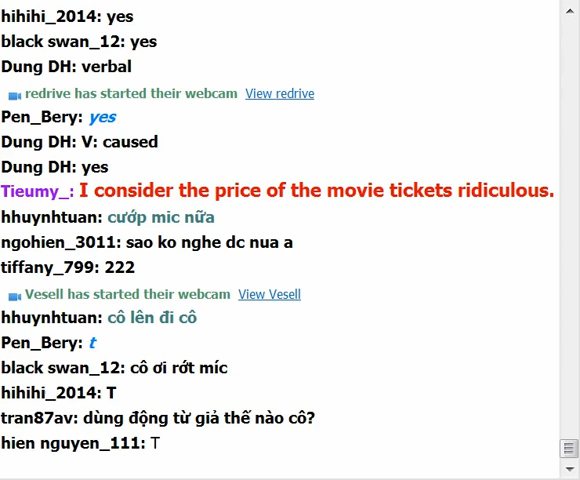 hihihi_2014: yes
black swan_12: yes
Dung DH: verbal
redrive has started their webcam View redrive
Pen_Bery: yes
Dung DH: V: caused
Dung DH: yes
Tieumy_: I consider the price of the movie tickets ridiculous.
hhuynhtuan: cướp mic nữa
ngohien_3011: sao ko nghe dc nua a
tiffany_799: 222
Vesell has started their webcam View Vesell
hhuynhtuan: cô lên đi cô
Pen_Bery: t
black swan_12: cô ơi rớt míc
hihihi_2014: T
tran87av: dùng động từ giả thế nào cô?
hien nguyen_111: T